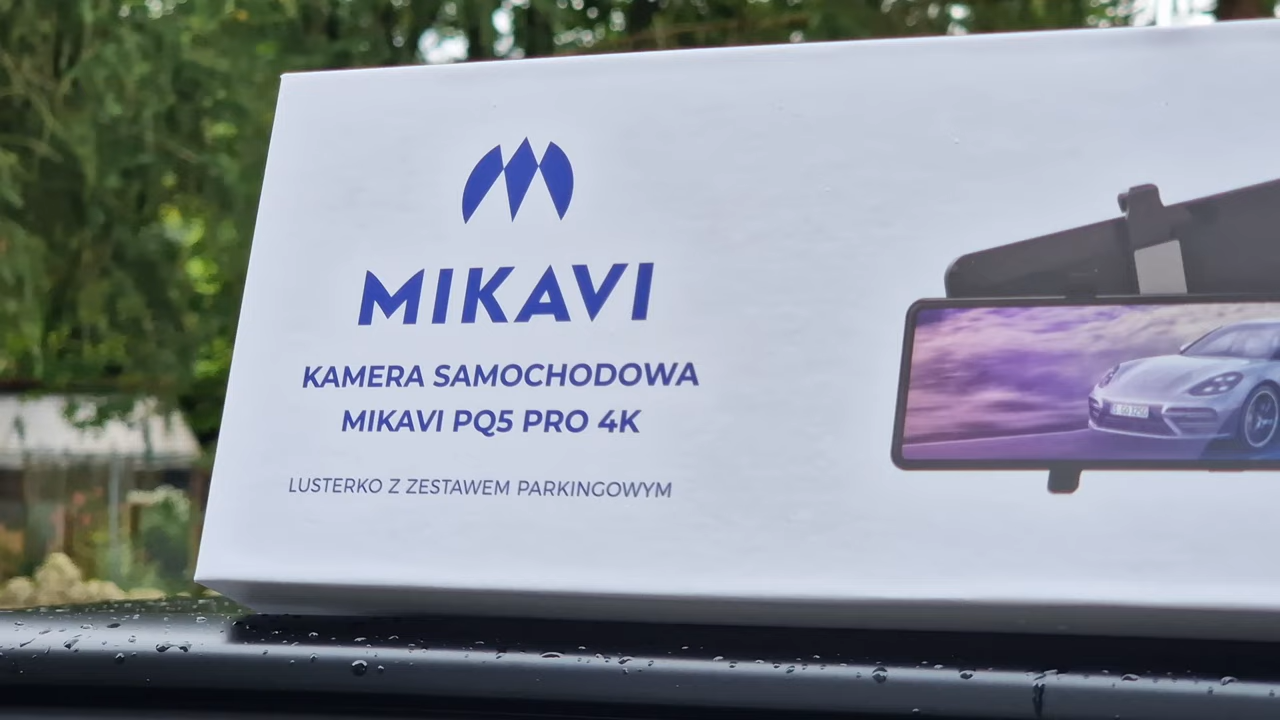 MIKAVI
KAMERA SAMOCHODOWA
MIKAVI PQ5 PRO 4K
LUSTERKO Z ZESTAWEM PARKINGOWYM